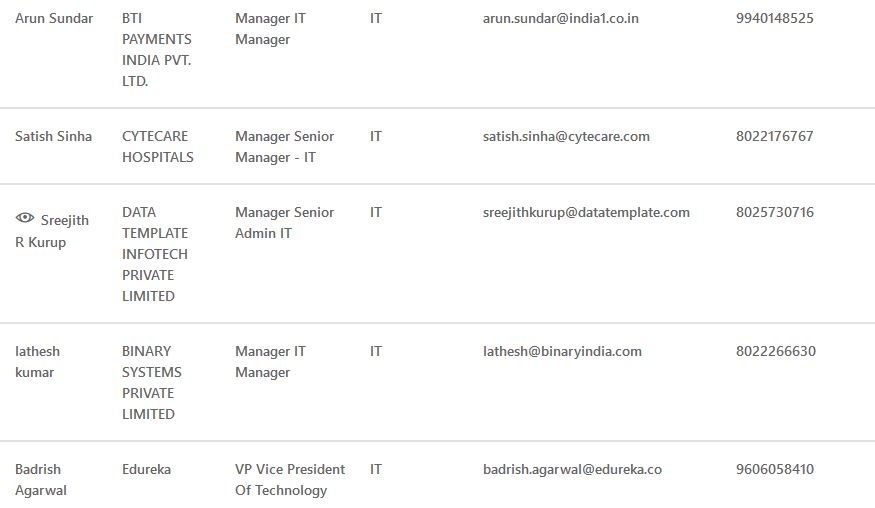 Arun Sundar BTI Manager IT IT arun.sundar@india1.co.in 9940148525
PAYMENTS Manager
INDIA PVT.
LTD.
Satish Sinha CYTECARE Manager Senior IT satish.sinha@cytecare.com 8022176767
HOSPITALS Manager - IT
Sreejith DATA Manager Senior IT sreejithkurup@datatemplate.com 8025730716
R Kurup TEMPLATE Admin IT
INFOTECH
PRIVATE
LIMITED
lathesh BINARY Manager IT IT lathesh@binaryindia.com 8022266630
kumar SYSTEMS Manager
PRIVATE
LIMITED
Badrish Edureka VP Vice President IT badrish.agarwal@edureka.co 9606058410
Agarwal Of Technology